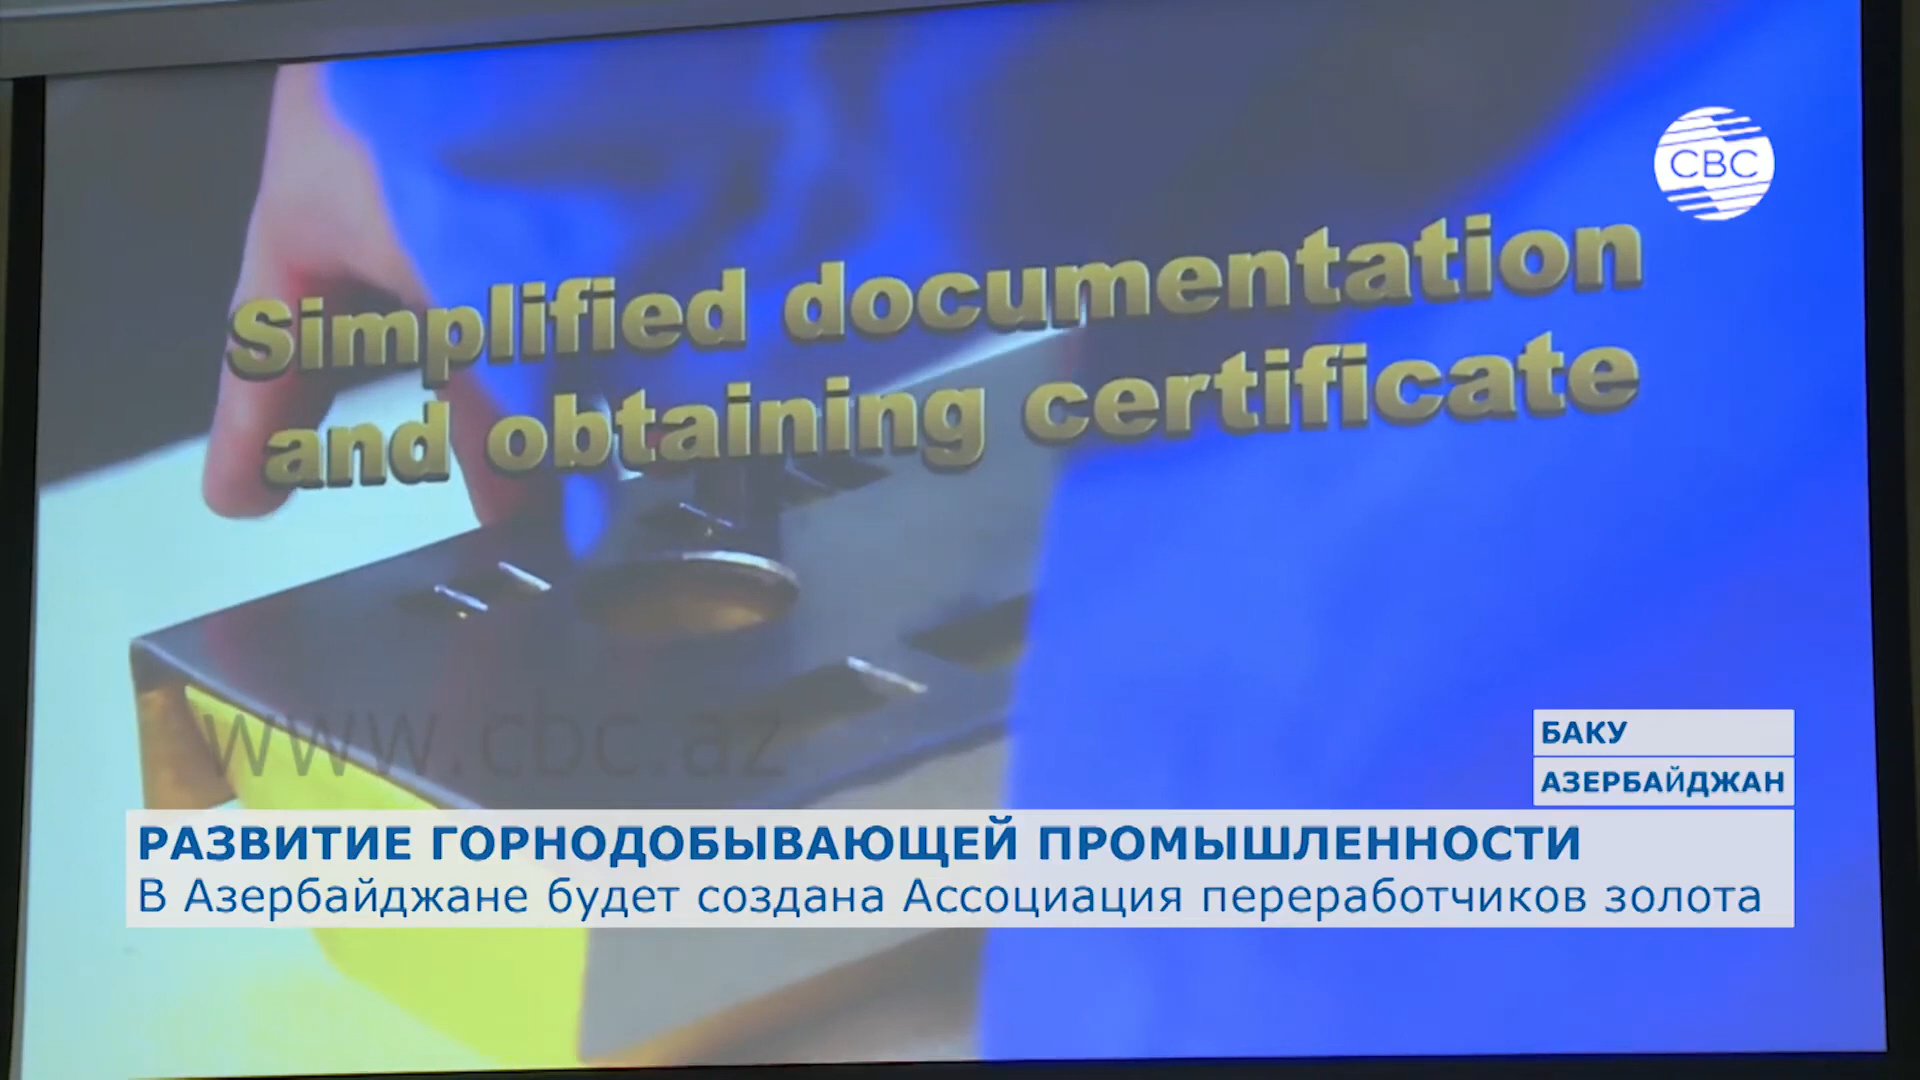 CBC
Simplified documentation
and obtaining certificate
www.cbc.az
БАКУ
АЗЕРБАЙДЖАН
РАЗВИТИЕ ГОРНОДОБЫВАЮЩЕЙ ПРОМЫШЛЕННОСТИ
В Азербайджане будет создана Ассоциация переработчиков золота